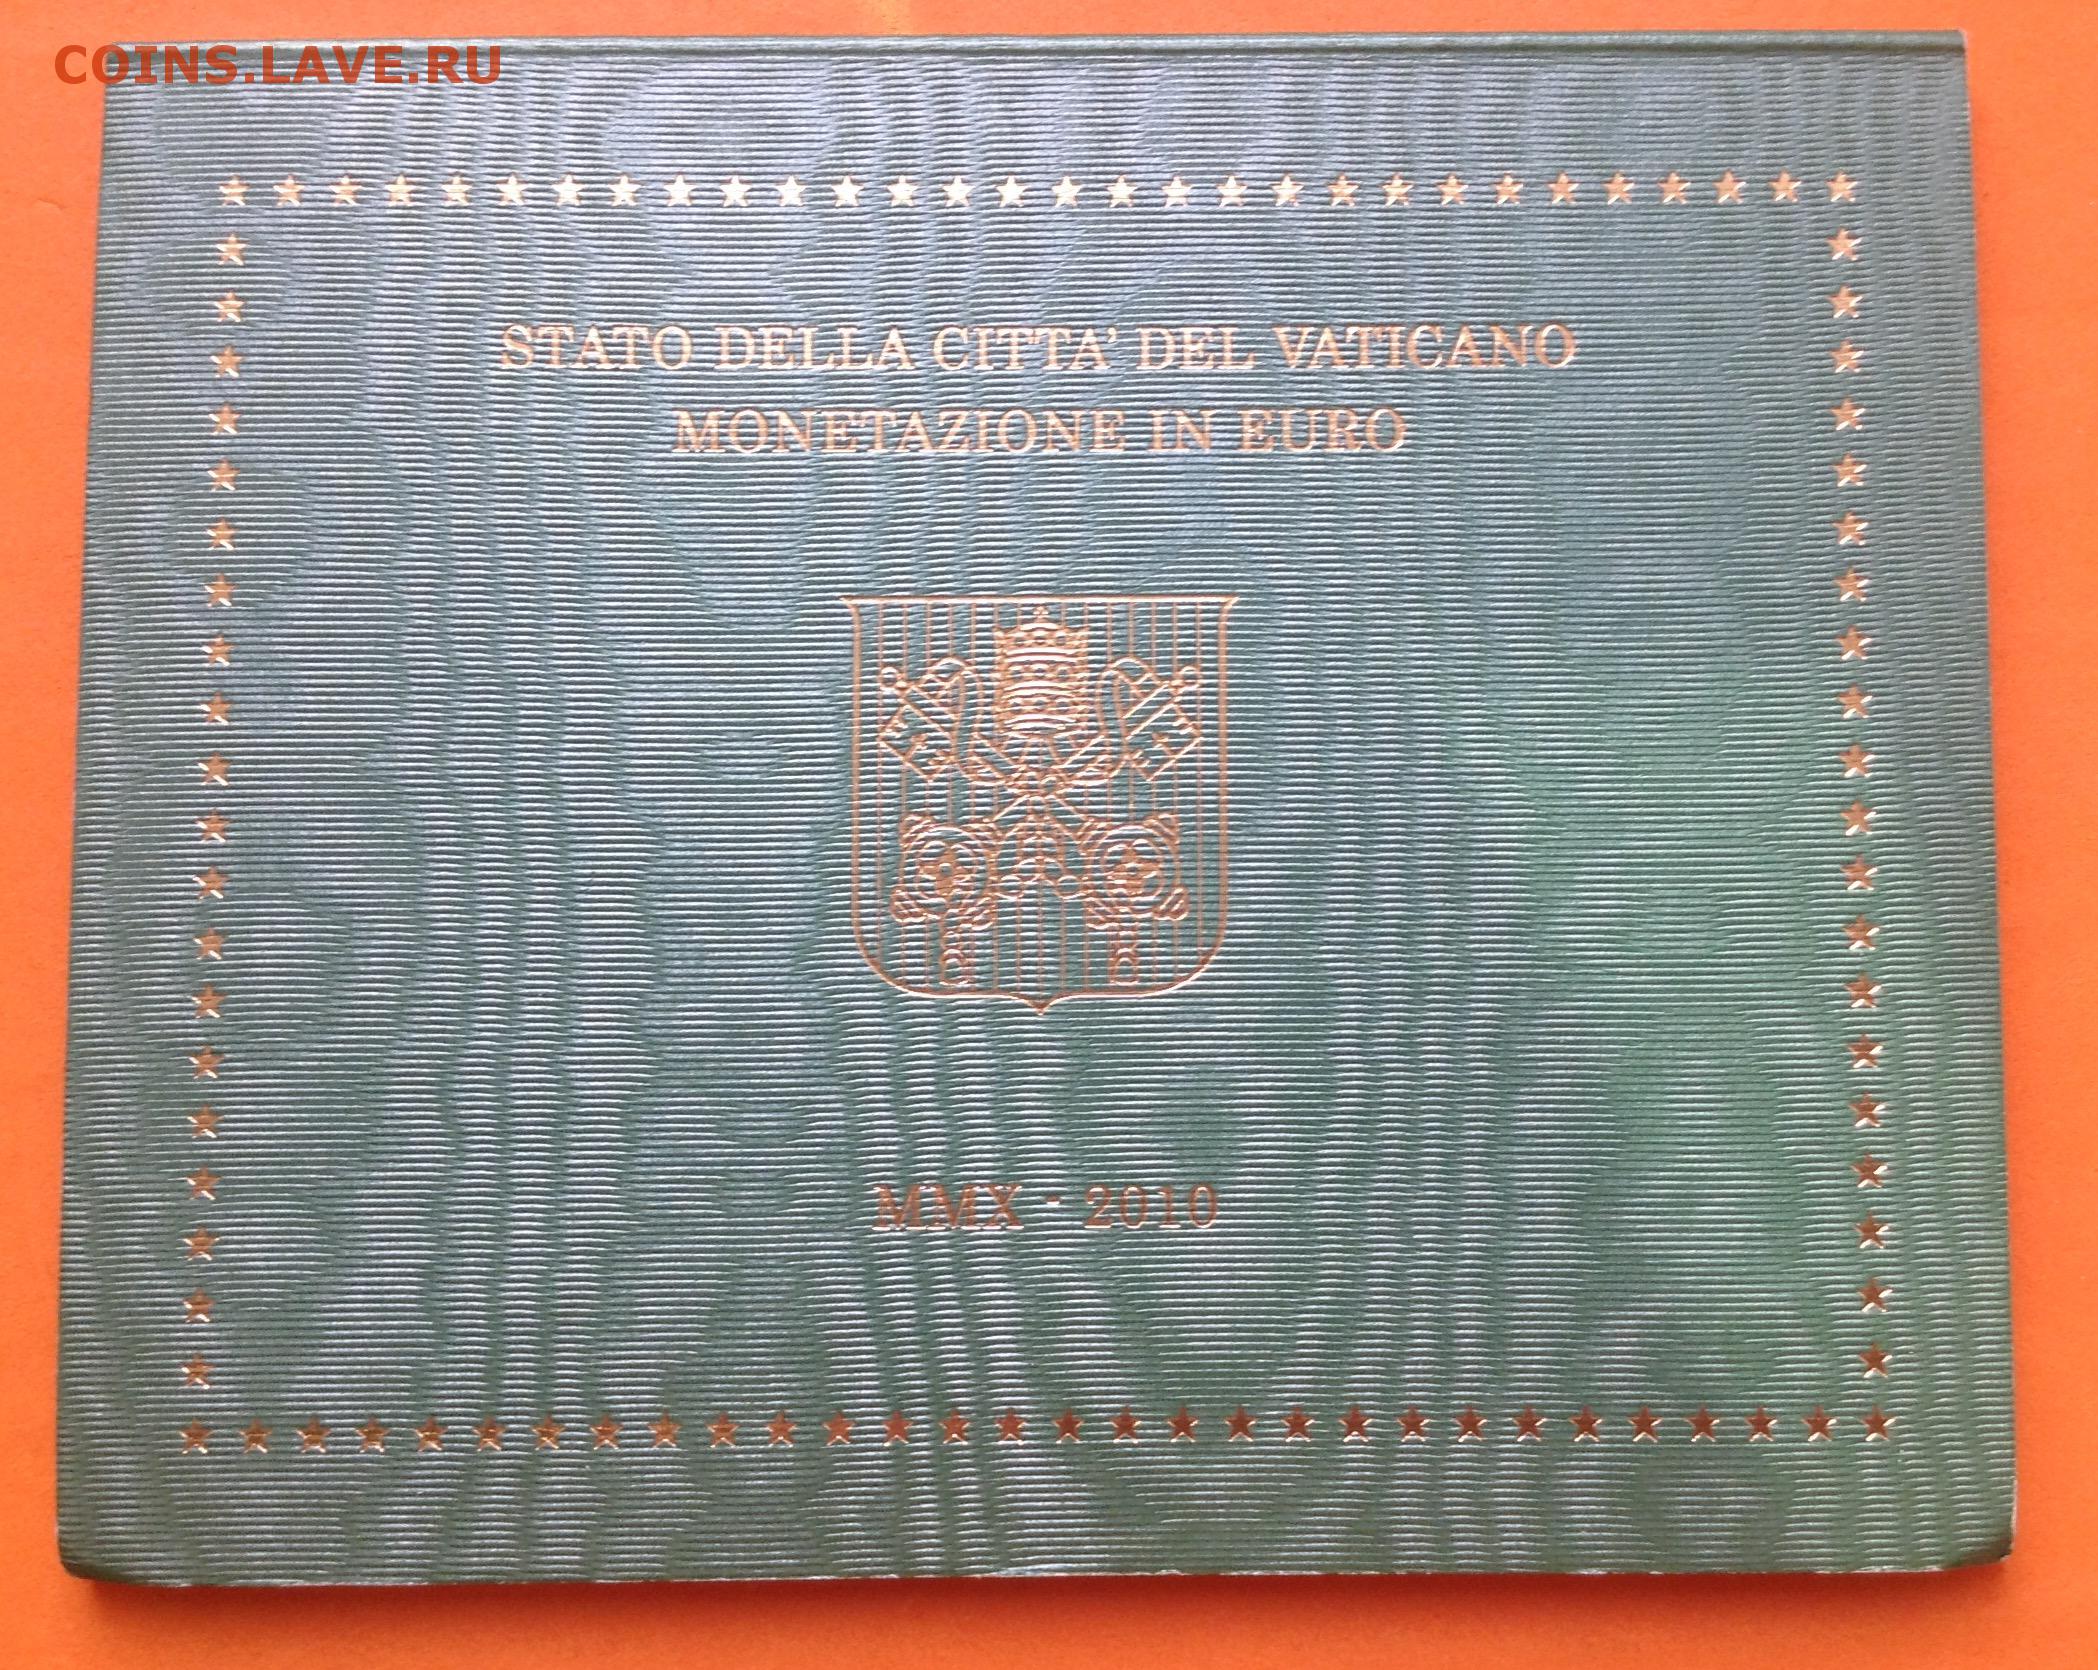 COINS.LAVE.RU
STATO DELLA CITTA' DEL VATICANO
MONETAZIONE IN EURO
MMX - 2010